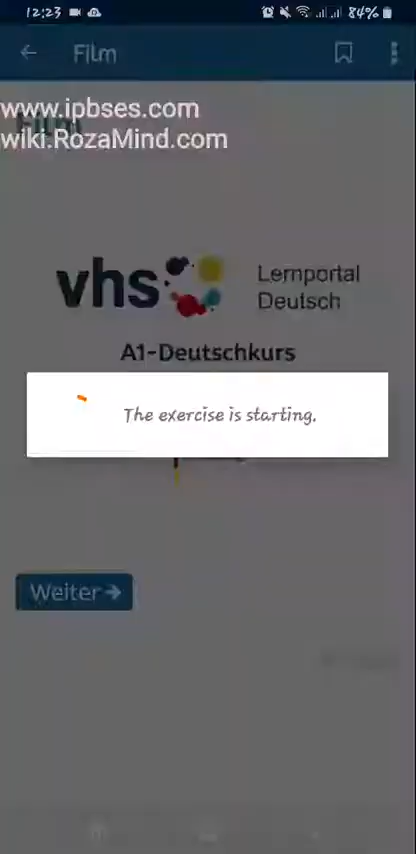 12:23
84%
Film
www.ipbses.com
Film
wiki.RozaMind.com
vhs
Lernportal
Deutsch
A1-Deutschkurs
The exercise is starting.
Weiter